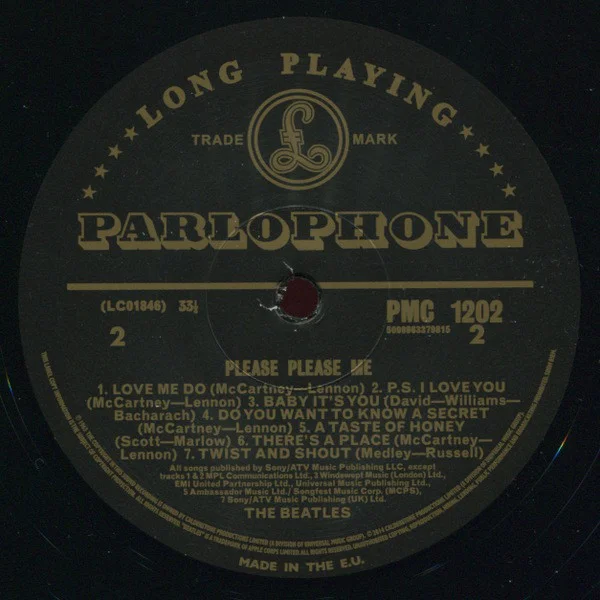 LONG PLAYING
TRADE MARK
£
PARLOPHONE
(LC01846) 33⅓
PMC 1202
2
2
PLEASE PLEASE ME
1. LOVE ME DO (McCartney—Lennon) 2. P.S. I LOVE YOU
(McCartney—Lennon) 3. BABY IT'S YOU (David—Williams—
Bacharach) 4. DO YOU WANT TO KNOW A SECRET
(McCartney—Lennon) 5. A TASTE OF HONEY
(Scott—Marlow) 6. THERE'S A PLACE (McCartney—
Lennon) 7. TWIST AND SHOUT (Medley—Russell)
All songs published by Sony/ATV Music Publishing LLC, except
tracks 1 & 2 MPL Communications Ltd., 3 Windswept Music (London) Ltd.,
EMI United Partnership Ltd., Universal Music Publishing Ltd.,
5 Ambassador Music Ltd./ Songfest Music Corp. (MCPS),
7 Sony/ATV Music Publishing (UK) Ltd.
THE BEATLES
MADE IN THE E.U.